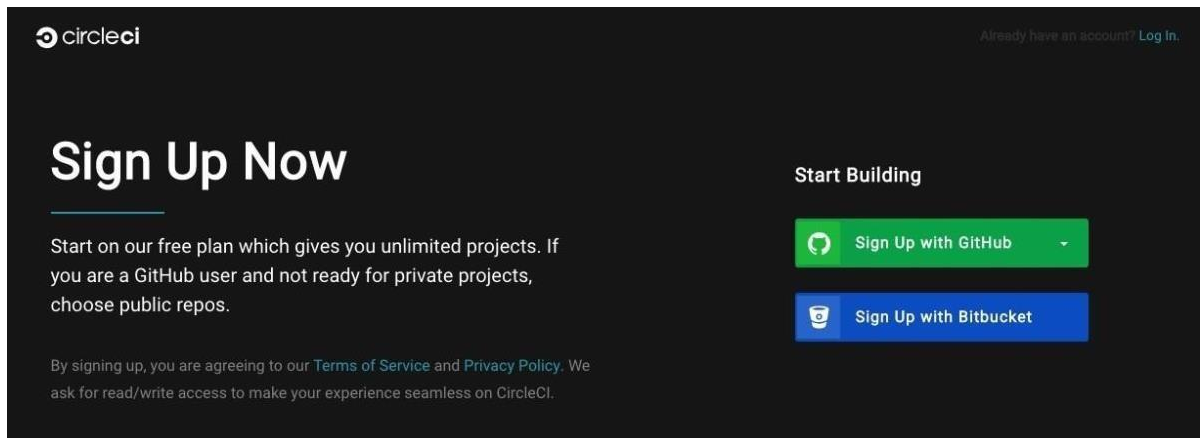 circleci
Already have an account? Log In.
Sign Up Now
Start on our free plan which gives you unlimited projects. If
you are a GitHub user and not ready for private projects,
choose public repos.
By signing up, you are agreeing to our Terms of Service and Privacy Policy. We
ask for read/write access to make your experience seamless on CircleCI.
Start Building
Sign Up with GitHub
Sign Up with Bitbucket